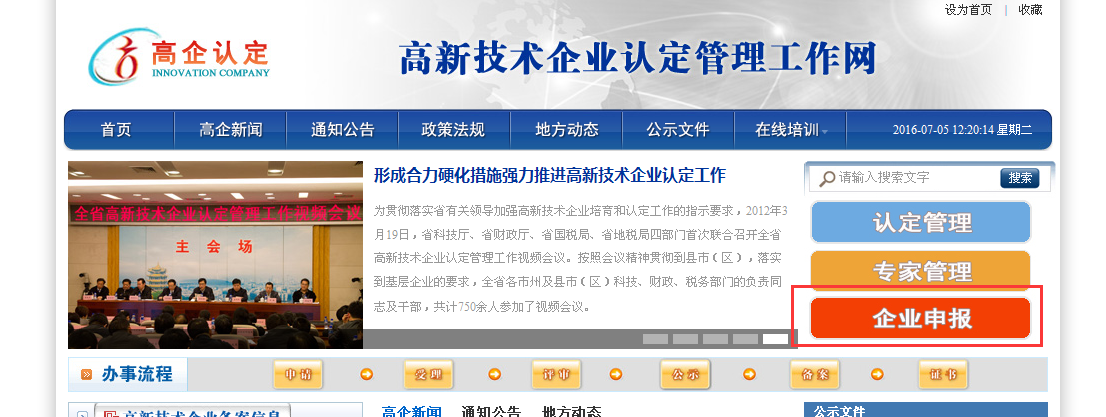 设为首页 | 收藏
高企认定
INNOVATION COMPANY
高新技术企业认定管理工作网
首页 高企新闻 通知公告 政策法规 地方动态 公示文件 在线培训 2016-07-05 12:20:14 星期二
全省高新技术企业认定管理工作视频会议
主会场
形成合力硬化措施强力推进高新技术企业认定工作
为贯彻落实省有关领导加强高新技术企业培育和认定工作的指示要求，2012年3
月19日，省科技厅、省财政厅、省国税局、省地税局四部门首次联合召开全省
高新技术企业认定管理工作视频会议。按照会议精神贯彻到县市（区），落实
到基层企业的要求，全省各市州及县市（区）科技、财政、税务部门的负责同
志及干部，共计750余人参加了视频会议。
请输入搜索文字 搜索
认定管理
专家管理
企业申报
办事流程 申请 受理 评审 公示 备案 证书
高新技术企业备案信息 高企新闻 通知公告 地方动态 公示文件